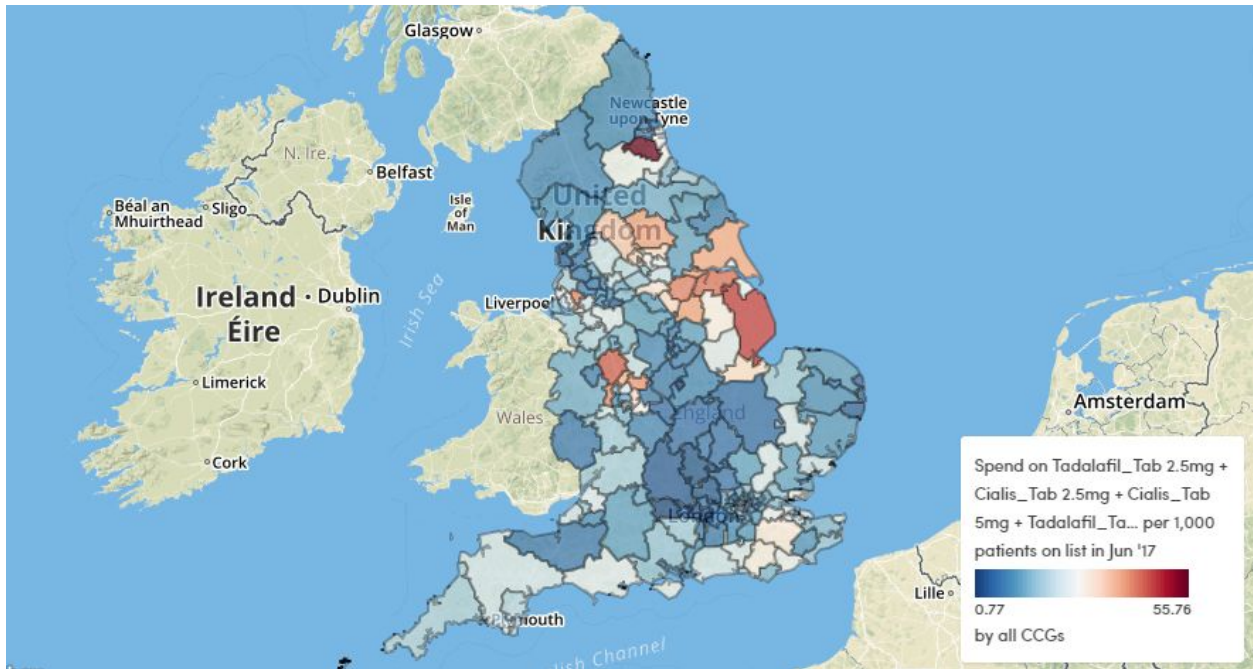 Glasgow
Newcastle
upon Tyne
N. Ire.
Belfast
Béal an
Mhuirthead
Sligo
Isle
of
Man
United
Kingdom
Ireland
Éire
Dublin
Irish Sea
Liverpool
Limerick
Wales
England
Amsterdam
Cork
London
Lille
Plymouth
English Channel
Spend on Tadalafil_Tab 2.5mg +
Cialis_Tab 2.5mg + Cialis_Tab
5mg + Tadalafil_Ta... per 1,000
patients on list in Jun '17
0.77
55.76
by all CCGs